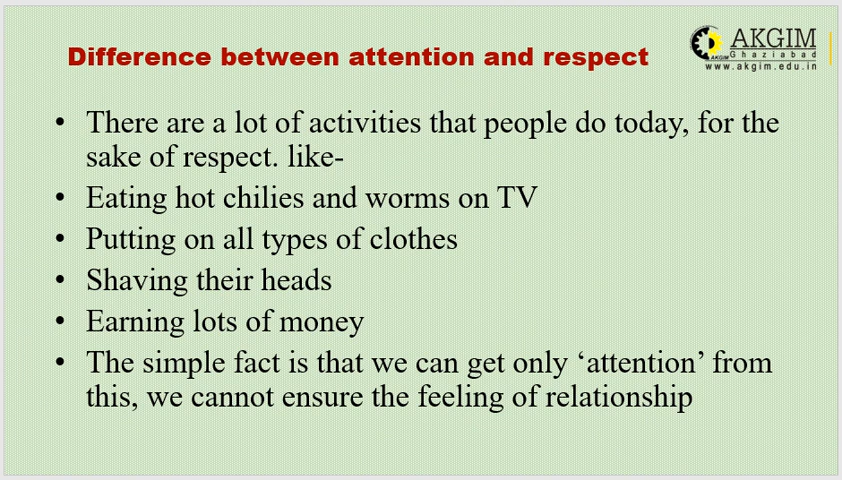 Difference between attention and respect
AKGIM
Ghaziabad
AKGIM
www.akgim.edu.in
• There are a lot of activities that people do today, for the
sake of respect. like-
• Eating hot chilies and worms on TV
• Putting on all types of clothes
• Shaving their heads
• Earning lots of money
• The simple fact is that we can get only ‘attention’ from
this, we cannot ensure the feeling of relationship